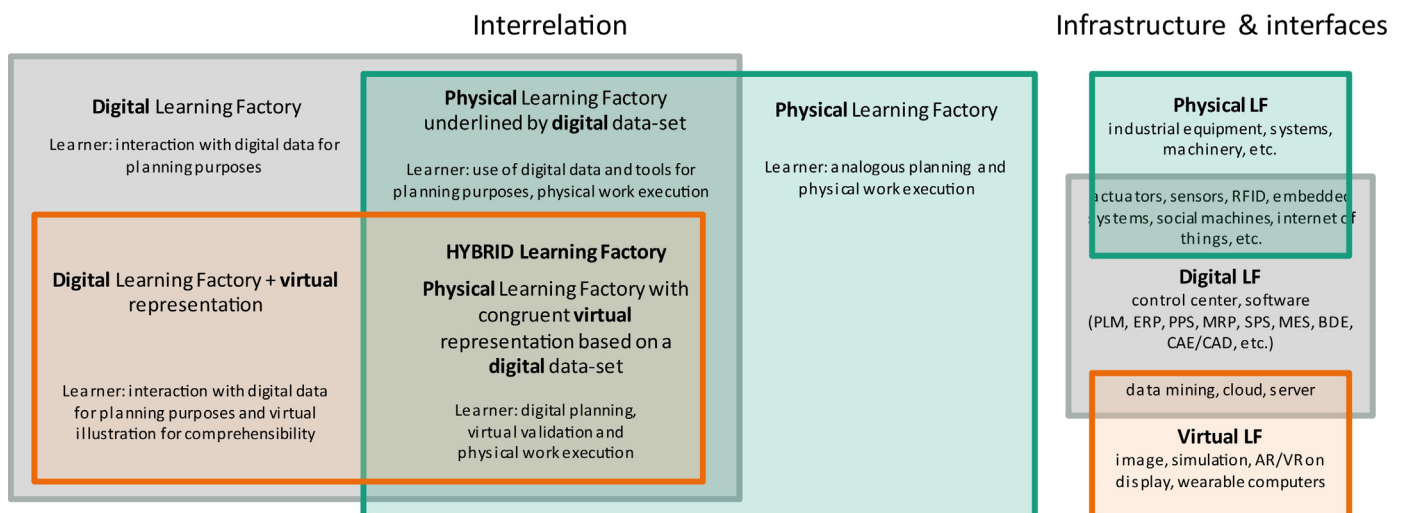 Interrelation
Infrastructure & interfaces
Digital Learning Factory
Learner: interaction with digital data for
planning purposes
Physical Learning Factory
underlined by digital data-set
Learner: use of digital data and tools for
planning purposes, physical work execution
Physical Learning Factory
Learner: analogous planning and
physical work execution
Digital Learning Factory + virtual
representation
Learner: interaction with digital data
for planning purposes and virtual
illustration for comprehensibility
HYBRID Learning Factory
Physical Learning Factory with
congruent virtual
representation based on a
digital data-set
Learner: digital planning,
virtual validation and
physical work execution
Physical LF
industrial equipment, systems,
machinery, etc.
actuators, sensors, RFID, embedded
systems, social machines, internet of
things, etc.
Digital LF
control center, software
(PLM, ERP, PPS, MRP, SPS, MES, BDE,
CAE/CAD, etc.)
data mining, cloud, server
Virtual LF
image, simulation, AR/VR on
display, wearable computers